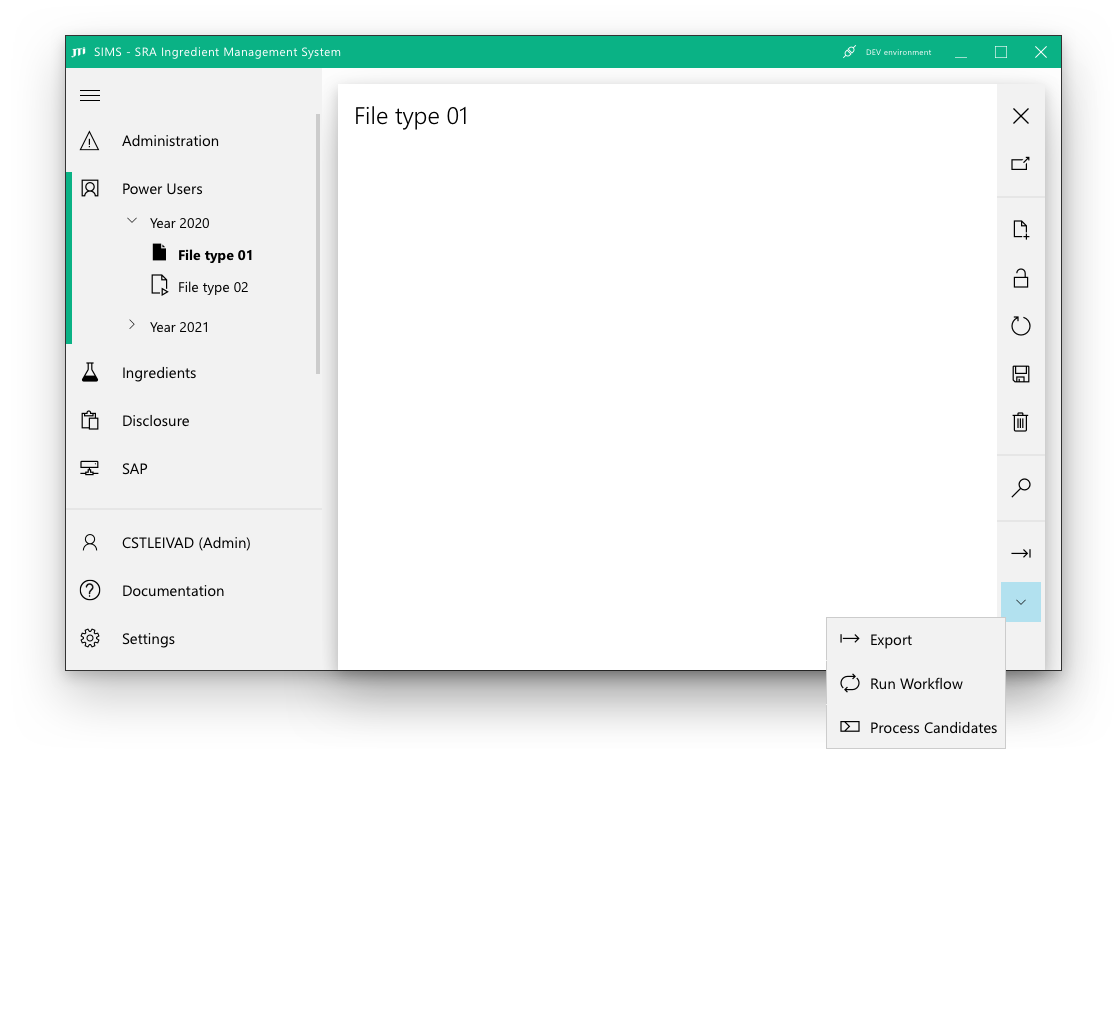 JTI SIMS - SRA Ingredient Management System
DEV environment
Administration
Power Users
Year 2020
File type 01
File type 02
Year 2021
Ingredients
Disclosure
SAP
CSTLEIVAD (Admin)
Documentation
Settings
File type 01
Export
Run Workflow
Process Candidates